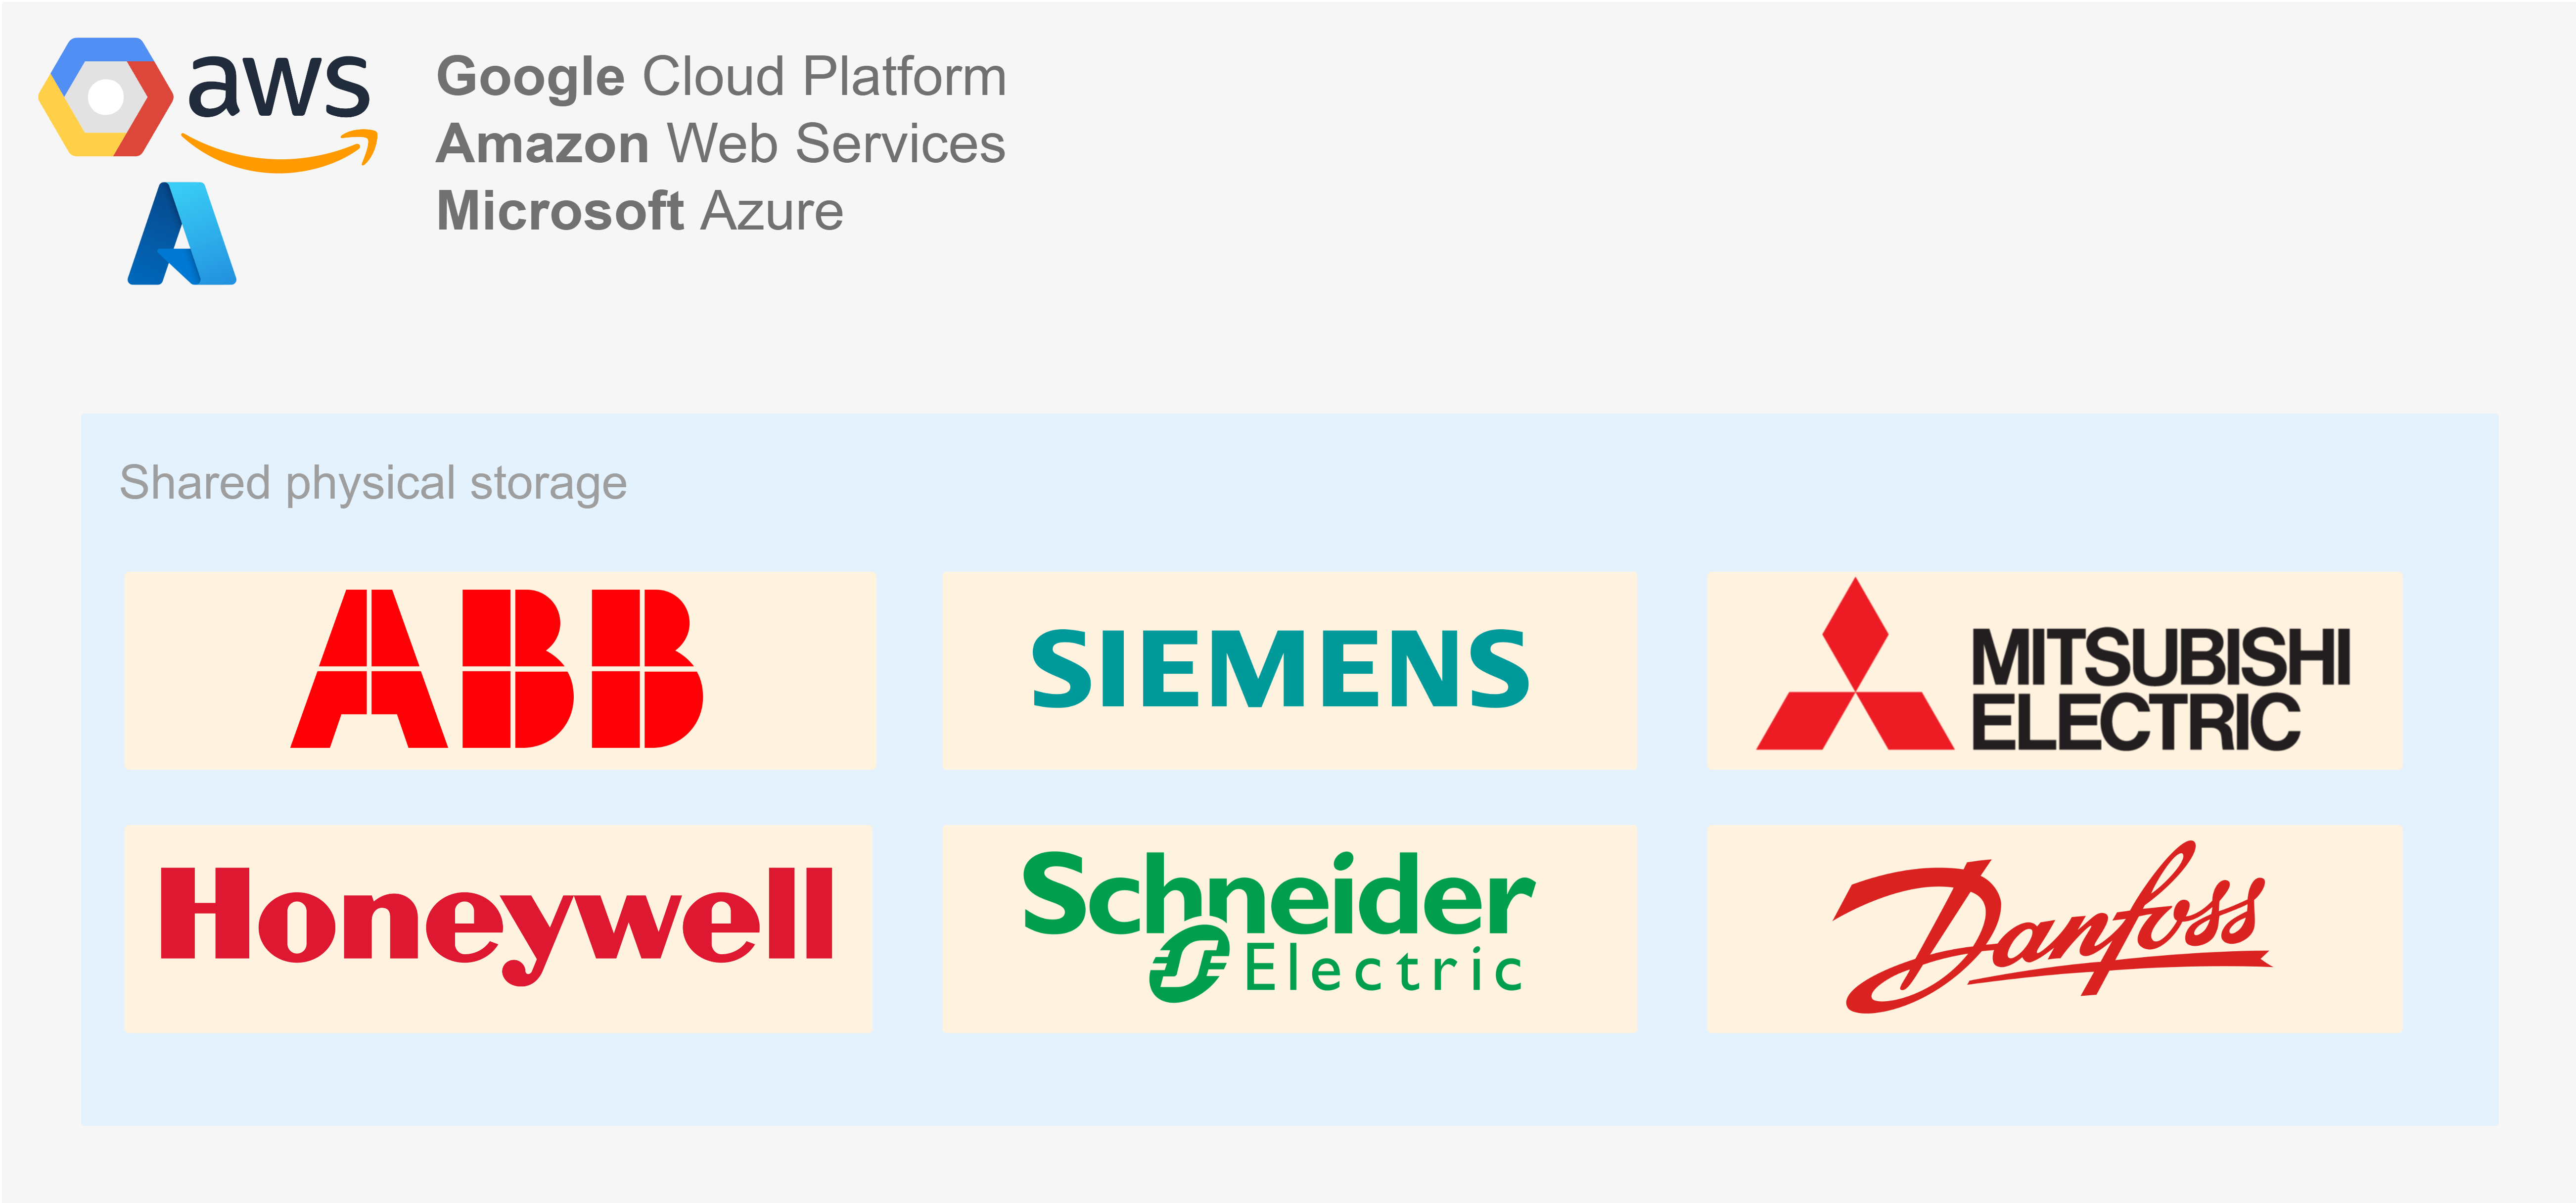 aws
Google Cloud Platform
Amazon Web Services
Microsoft Azure
Shared physical storage
ABB
SIEMENS
MITSUBISHI
ELECTRIC
Honeywell
Schneider
Electric
Danfoss